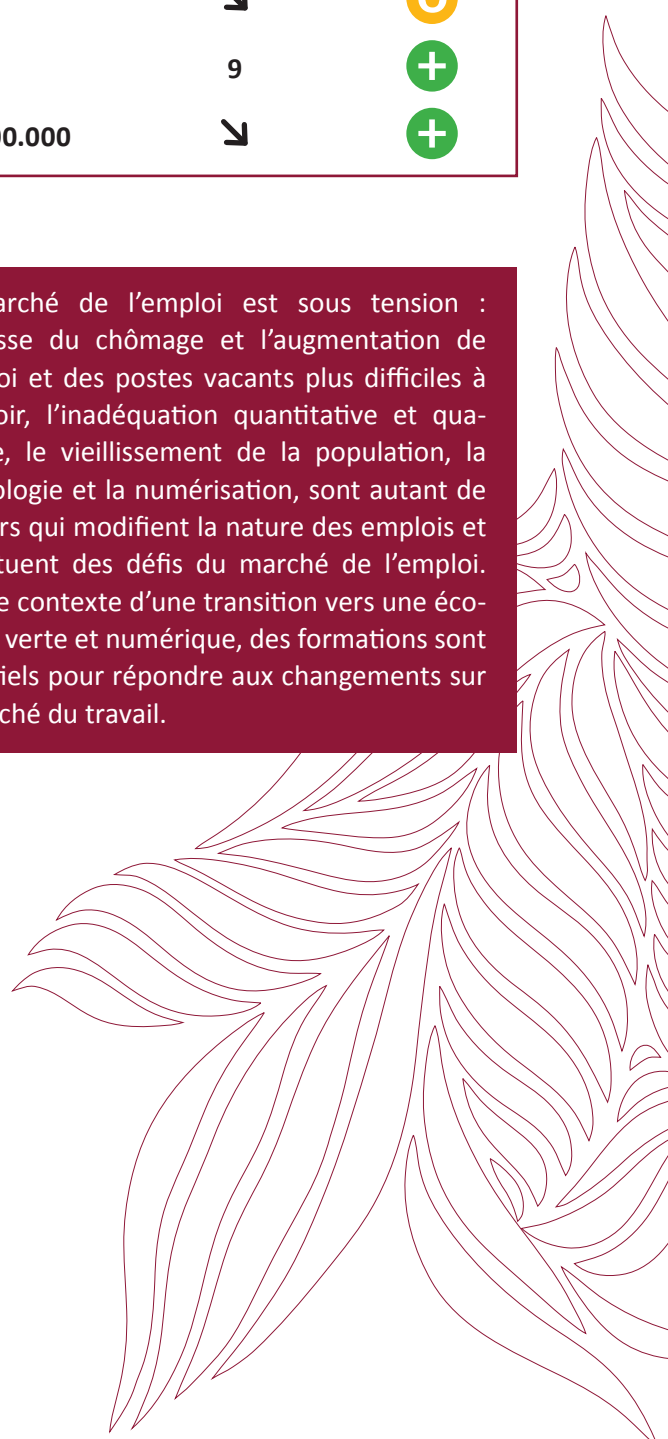 9
00.000
arché de l’emploi est sous tension :
sse du chômage et l’augmentation de
oi et des postes vacants plus difficiles à
oir, l’inadéquation quantitative et qua-
e, le vieillissement de la population, la
ologie et la numérisation, sont autant de
rs qui modifient la nature des emplois et
tuent des défis du marché de l’emploi.
e contexte d’une transition vers une éco-
verte et numérique, des formations sont
iels pour répondre aux changements sur
ché du travail.